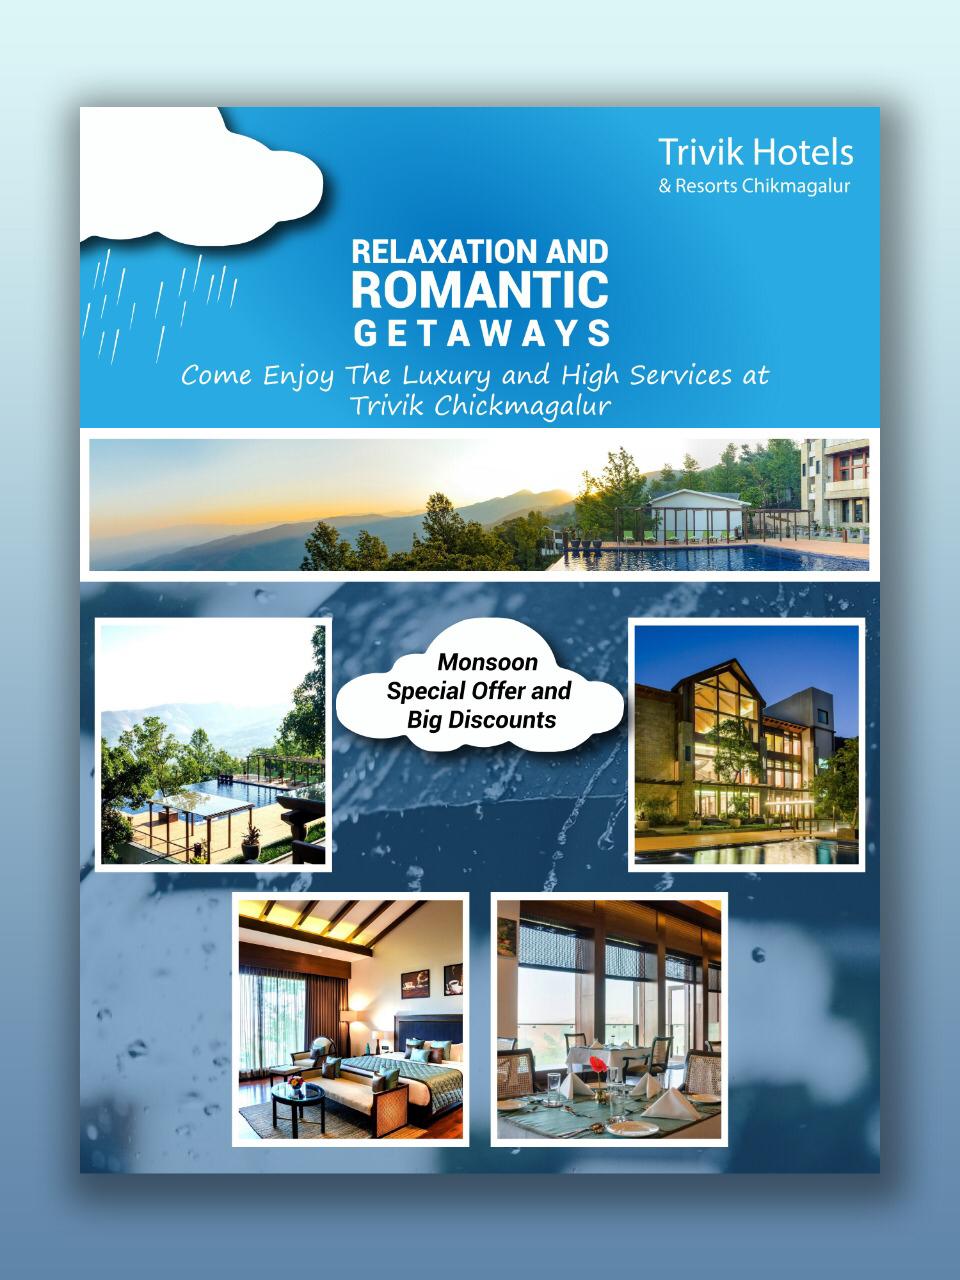 Trivik Hotels
& Resorts Chikmagalur
RELAXATION AND
ROMANTIC
GETAWAYS
Come Enjoy The Luxury and High Services at
Trivik Chickmagalur
Monsoon
Special Offer and
Big Discounts